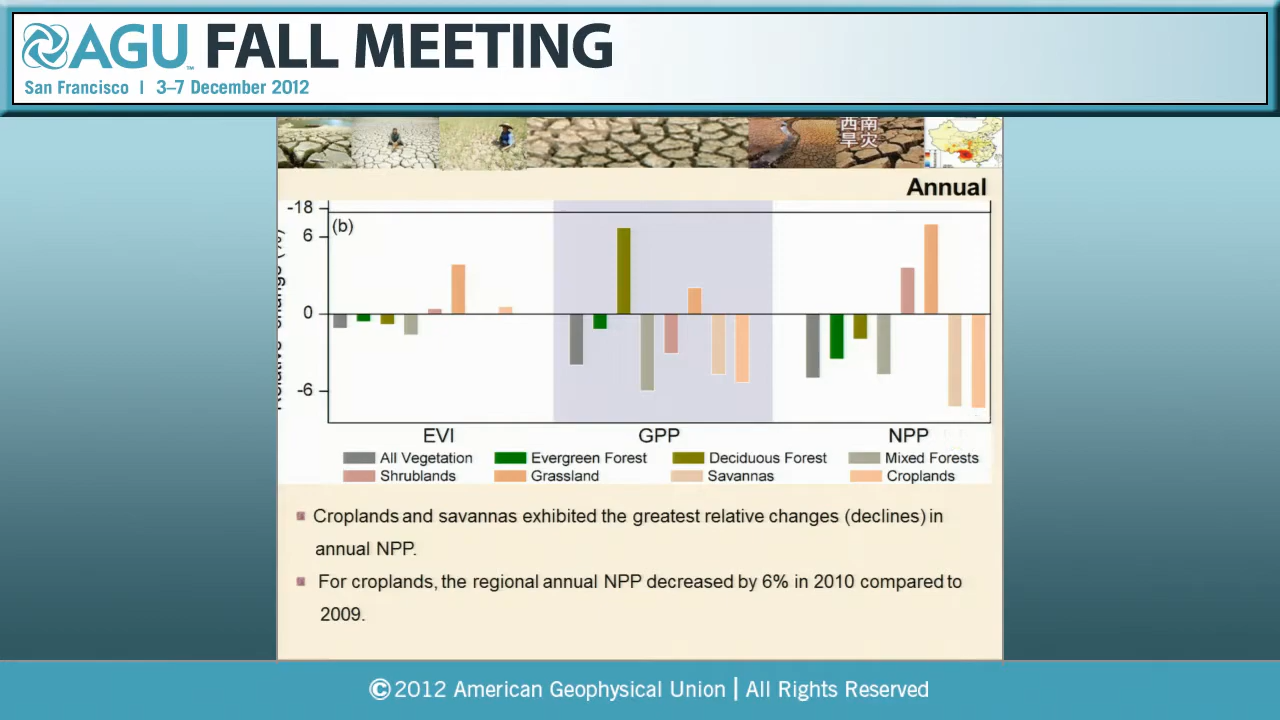 AGU FALL MEETING
San Francisco | 3–7 December 2012
西南
旱灾
Annual
(b)
-18
6
0
-6
Relative Change (%)
EVI GPP NPP
All Vegetation Evergreen Forest Deciduous Forest Mixed Forests
Shrublands Grassland Savannas Croplands
Croplands and savannas exhibited the greatest relative changes (declines) in
annual NPP.
For croplands, the regional annual NPP decreased by 6% in 2010 compared to
2009.
©2012 American Geophysical Union | All Rights Reserved